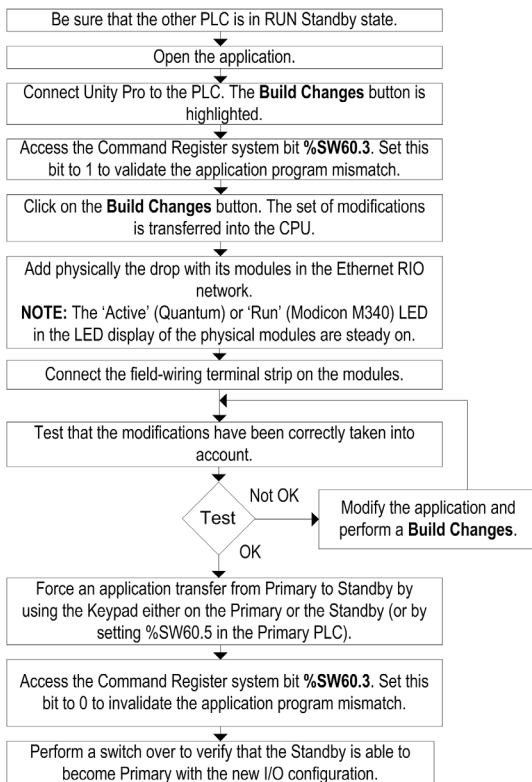 Be sure that the other PLC is in RUN Standby state.
Open the application.
Connect Unity Pro to the PLC. The Build Changes button is
highlighted.
Access the Command Register system bit %SW60.3. Set this
bit to 1 to validate the application program mismatch.
Click on the Build Changes button. The set of modifications
is transferred into the CPU.
Add physically the drop with its modules in the Ethernet RIO
network.
NOTE: The 'Active' (Quantum) or 'Run' (Modicon M340) LED
in the LED display of the physical modules are steady on.
Connect the field-wiring terminal strip on the modules.
Test that the modifications have been correctly taken into
account.
Test
Not OK
Modify the application and
perform a Build Changes.
OK
Force an application transfer from Primary to Standby by
using the Keypad either on the Primary or the Standby (or by
setting %SW60.5 in the Primary PLC).
Access the Command Register system bit %SW60.3. Set this
bit to 0 to invalidate the application program mismatch.
Perform a switch over to verify that the Standby is able to
become Primary with the new I/O configuration.